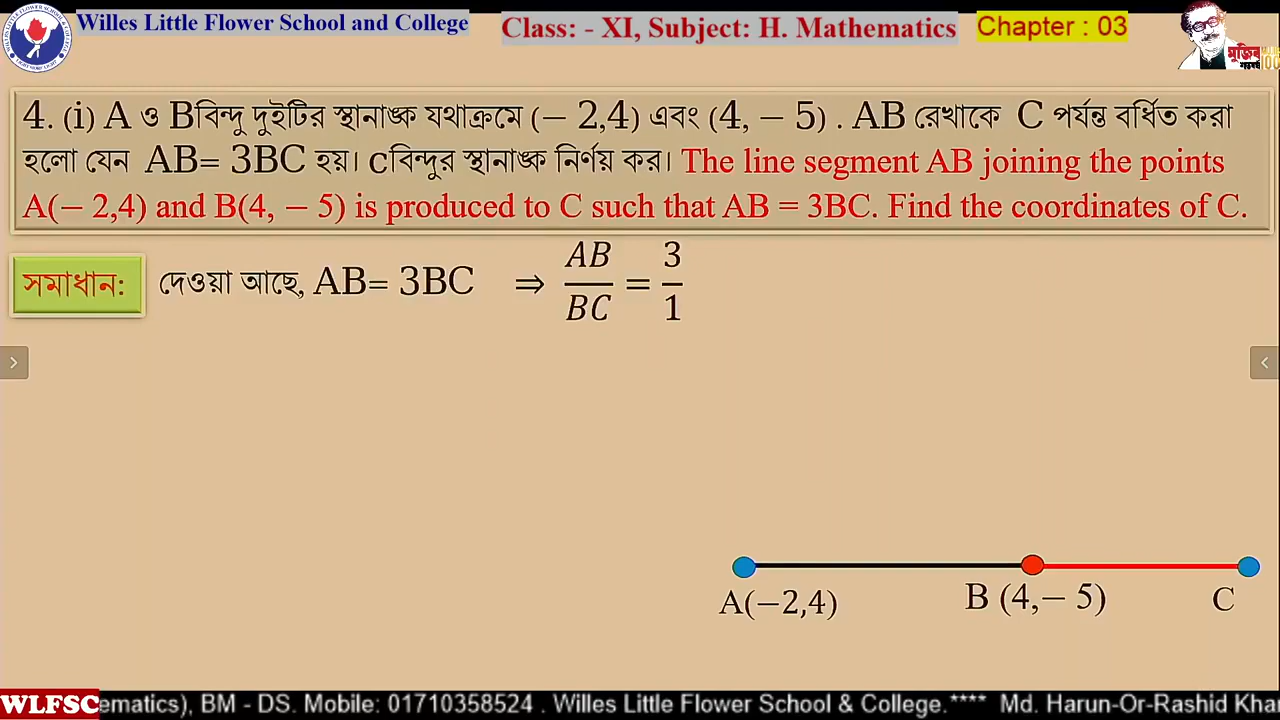 Willes Little Flower School and College
Class: - XI, Subject: H. Mathematics
Chapter : 03
4. (i) A ও Bবিন্দু দুইটির স্থানাঙ্ক যথাক্রমে (− 2,4) এবং (4, − 5) . AB রেখাকে C পর্যন্ত বর্ধিত করা
হলো যেন AB= 3BC হয়। cবিন্দুর স্থানাঙ্ক নির্ণয় কর। The line segment AB joining the points
A(− 2,4) and B(4, − 5) is produced to C such that AB = 3BC. Find the coordinates of C.
সমাধান: দেওয়া আছে, AB= 3BC ⇒ AB/BC = 3/1
A(−2,4) B (4,− 5) C
WLFSC ematics), BM - DS. Mobile: 01710358524 . Willes Little Flower School & College.**** Md. Harun-Or-Rashid Kha